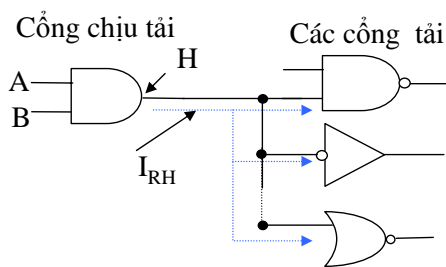 Cổng chịu tải
Các cổng tải
H
A
B
I_RH